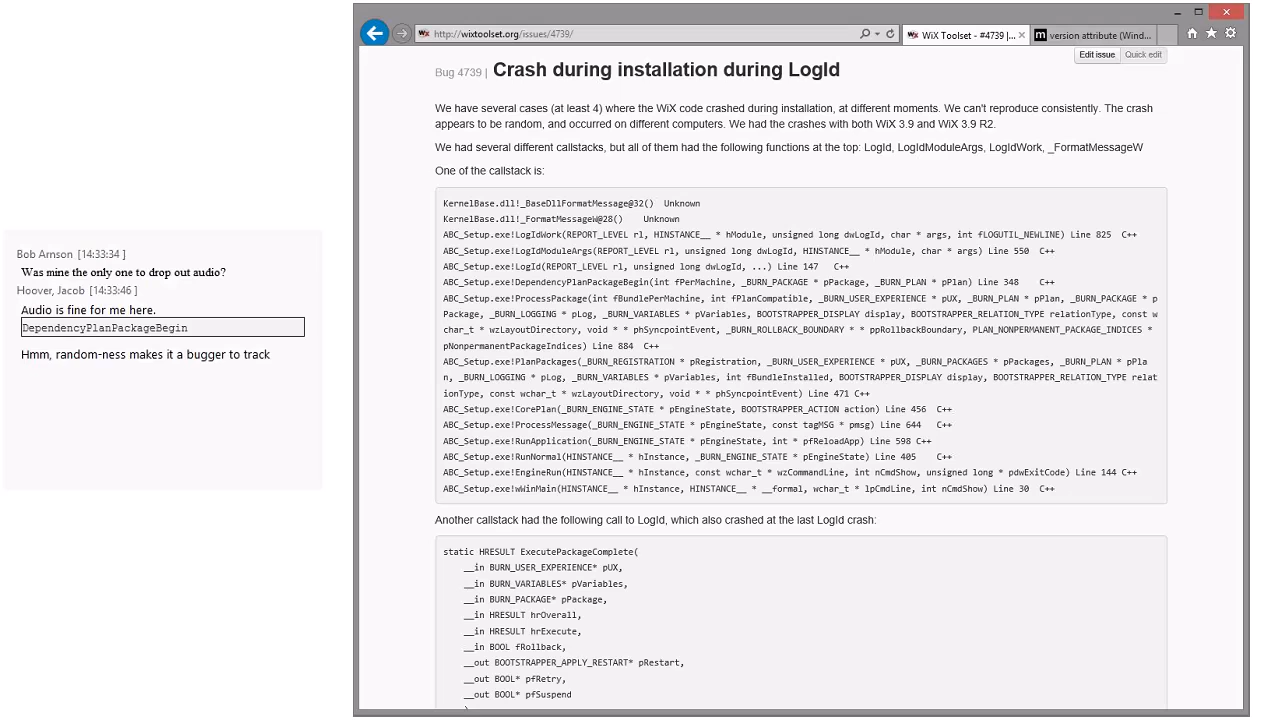 Bob Arnson [14:33:34 ]
Was mine the only one to drop out audio?
Hoover, Jacob [14:33:46 ]
Audio is fine for me here.
DependencyPlanPackageBegin
Hmm, random-ness makes it a bugger to track
http://wixtoolset.org/issues/4739/
WiX Toolset - #4739 |...
version attribute (Wind...
Edit issue
Quick edit
Bug 4739 | Crash during installation during LogId
We have several cases (at least 4) where the WiX code crashed during installation, at different moments. We can't reproduce consistently. The crash
appears to be random, and occurred on different computers. We had the crashes with both WiX 3.9 and WiX 3.9 R2.
We had several different callstacks, but all of them had the following functions at the top: LogId, LogIdModuleArgs, LogIdWork, _FormatMessageW
One of the callstack is:
KernelBase.dll!_BaseDllFormatMessage@32()  Unknown
KernelBase.dll!_FormatMessageW@28()    Unknown
ABC_Setup.exe!LogIdWork(REPORT_LEVEL rl, HINSTANCE__ * hModule, unsigned long dwLogId, char * args, int fLOGUTIL_NEWLINE) Line 825  C++
ABC_Setup.exe!LogIdModuleArgs(REPORT_LEVEL rl, unsigned long dwLogId, HINSTANCE__ * hModule, char * args) Line 550  C++
ABC_Setup.exe!LogId(REPORT_LEVEL rl, unsigned long dwLogId, ...) Line 147   C++
ABC_Setup.exe!DependencyPlanPackageBegin(int fPerMachine, _BURN_PACKAGE * pPackage, _BURN_PLAN * pPlan) Line 348    C++
ABC_Setup.exe!ProcessPackage(int fBundlePerMachine, int fPlanCompatible, _BURN_USER_EXPERIENCE * pUX, _BURN_PLAN * pPlan, _BURN_PACKAGE * p
Package, _BURN_LOGGING * pLog, _BURN_VARIABLES * pVariables, BOOTSTRAPPER_DISPLAY display, BOOTSTRAPPER_RELATION_TYPE relationType, const w
char_t * wzLayoutDirectory, void * * phSyncpointEvent, _BURN_ROLLBACK_BOUNDARY * * ppRollbackBoundary, PLAN_NONPERMANENT_PACKAGE_INDICES *
pNonpermanentPackageIndices) Line 884  C++
ABC_Setup.exe!PlanPackages(_BURN_REGISTRATION * pRegistration, _BURN_USER_EXPERIENCE * pUX, _BURN_PACKAGES * pPackages, _BURN_PLAN * pPla
n, _BURN_LOGGING * pLog, _BURN_VARIABLES * pVariables, int fBundleInstalled, BOOTSTRAPPER_DISPLAY display, BOOTSTRAPPER_RELATION_TYPE relat
ionType, const wchar_t * wzLayoutDirectory, void * * phSyncpointEvent) Line 471 C++
ABC_Setup.exe!CorePlan(_BURN_ENGINE_STATE * pEngineState, BOOTSTRAPPER_ACTION action) Line 456  C++
ABC_Setup.exe!ProcessMessage(_BURN_ENGINE_STATE * pEngineState, const tagMSG * pmsg) Line 644   C++
ABC_Setup.exe!RunApplication(_BURN_ENGINE_STATE * pEngineState, int * pfReloadApp) Line 598 C++
ABC_Setup.exe!RunNormal(HINSTANCE__ * hInstance, _BURN_ENGINE_STATE * pEngineState) Line 405    C++
ABC_Setup.exe!EngineRun(HINSTANCE__ * hInstance, const wchar_t * wzCommandLine, int nCmdShow, unsigned long * pdwExitCode) Line 144 C++
ABC_Setup.exe!wWinMain(HINSTANCE__ * hInstance, HINSTANCE__ * __formal, wchar_t * lpCmdLine, int nCmdShow) Line 30  C++
Another callstack had the following call to LogId, which also crashed at the last LogId crash:
static HRESULT ExecutePackageComplete(
__in BURN_USER_EXPERIENCE* pUX,
__in BURN_VARIABLES* pVariables,
__in BURN_PACKAGE* pPackage,
__in HRESULT hrOverall,
__in HRESULT hrExecute,
__in BOOL fRollback,
__out BOOTSTRAPPER_APPLY_RESTART* pRestart,
__out BOOL* pfRetry,
__out BOOL* pfSuspend
)